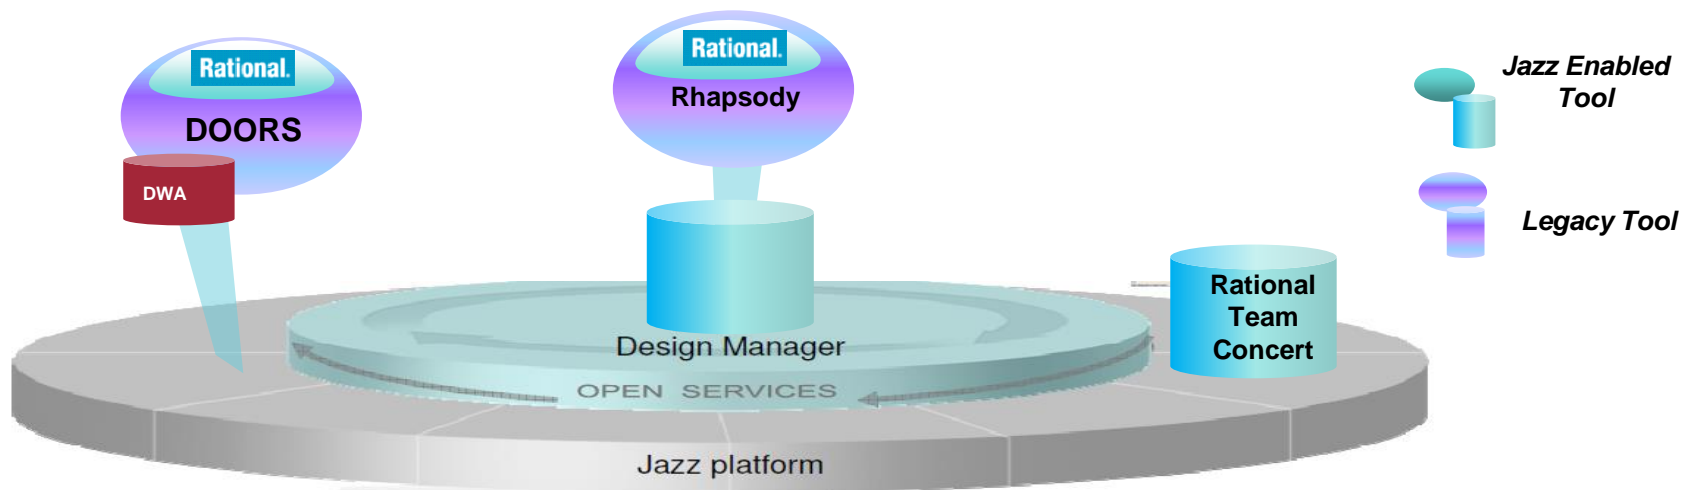 Rational.
DOORS
DWA
Rational.
Rhapsody
Jazz Enabled
Tool
Legacy Tool
Rational
Team
Concert
Design Manager
OPEN SERVICES
Jazz platform